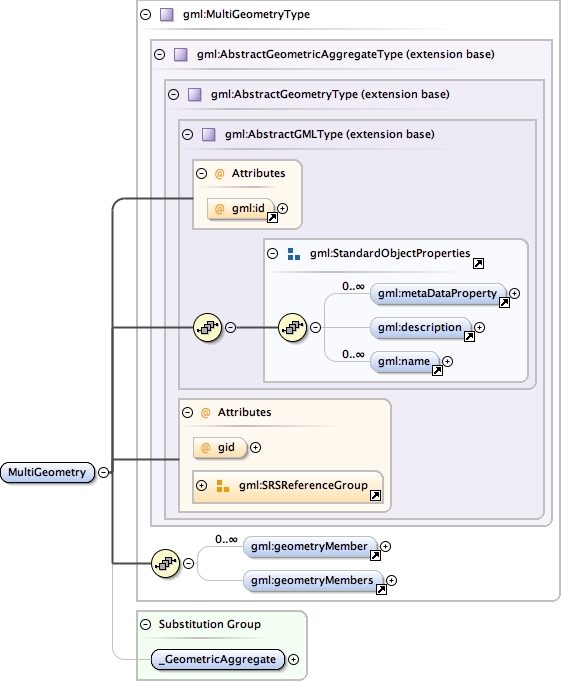 gml:MultiGeometryType
gml:AbstractGeometricAggregateType (extension base)
gml:AbstractGeometryType (extension base)
gml:AbstractGMLType (extension base)
@ Attributes
@ gml:id
gml:StandardObjectProperties
0..∞
gml:metaDataProperty
gml:description
0..∞
gml:name
@ Attributes
@ gid
gml:SRSReferenceGroup
MultiGeometry
0..∞
gml:geometryMember
gml:geometryMembers
Substitution Group
_GeometricAggregate